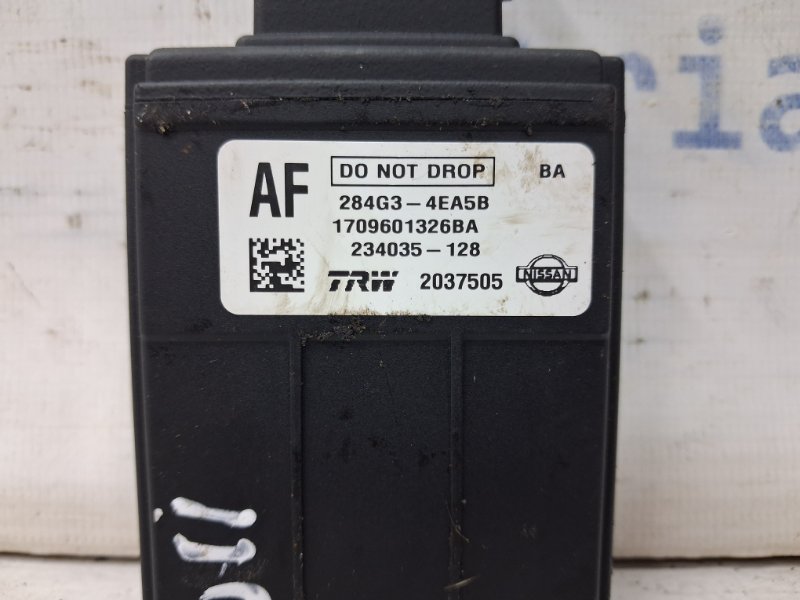 AF DO NOT DROP BA
284G3-4EA5B
1709601326BA
234035-128
TRW 2037505 NISSAN